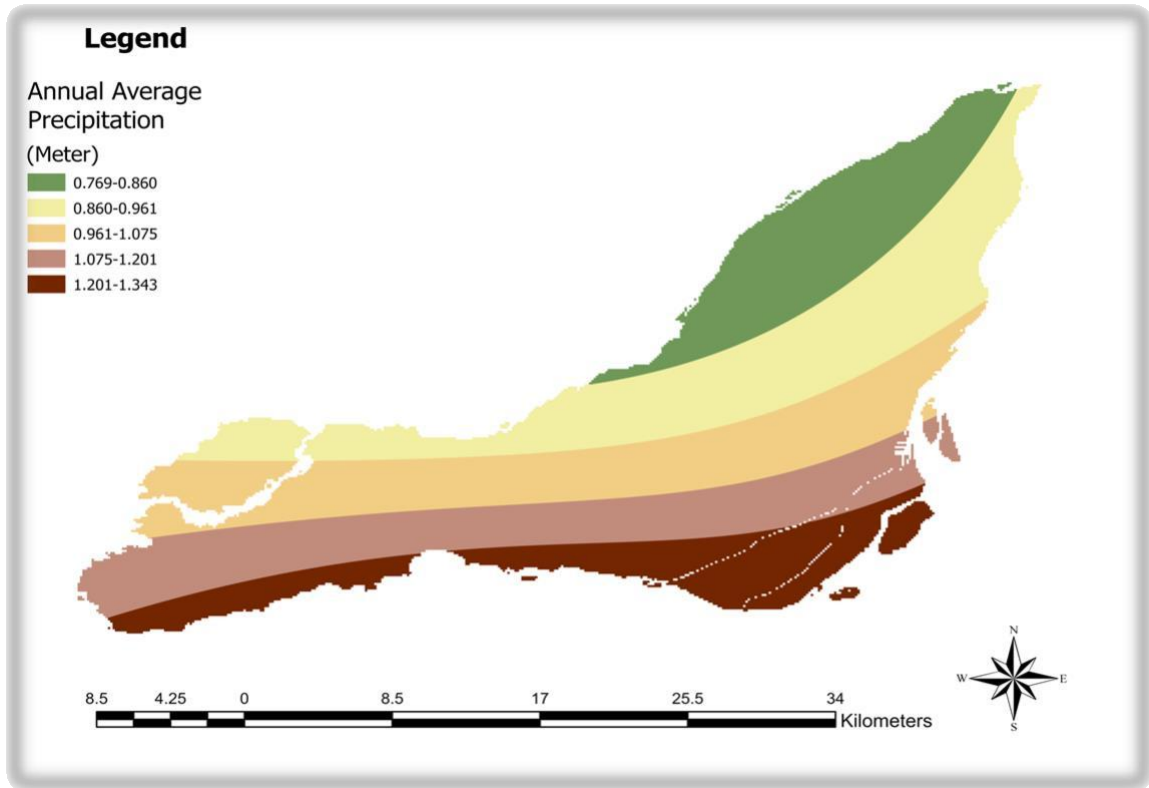 Legend
Annual Average
Precipitation
(Meter)
0.769-0.860
0.860-0.961
0.961-1.075
1.075-1.201
1.201-1.343
N
W E
S
8.5 4.25 0 8.5 17 25.5 34
Kilometers